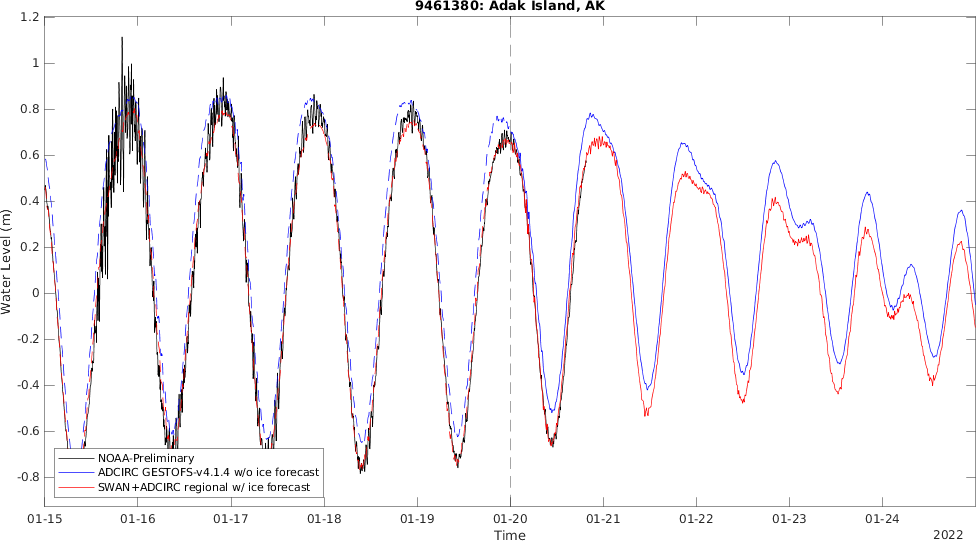 9461380: Adak Island, AK
1.2
1
0.8
0.6
0.4
0.2
0
-0.2
-0.4
-0.6
-0.8
Water Level (m)
NOAA-Preliminary
ADCIRC GESTOFS-v4.1.4 w/o ice forecast
SWAN+ADCIRC regional w/ ice forecast
01-15 01-16 01-17 01-18 01-19 01-20 01-21 01-22 01-23 01-24
Time
2022